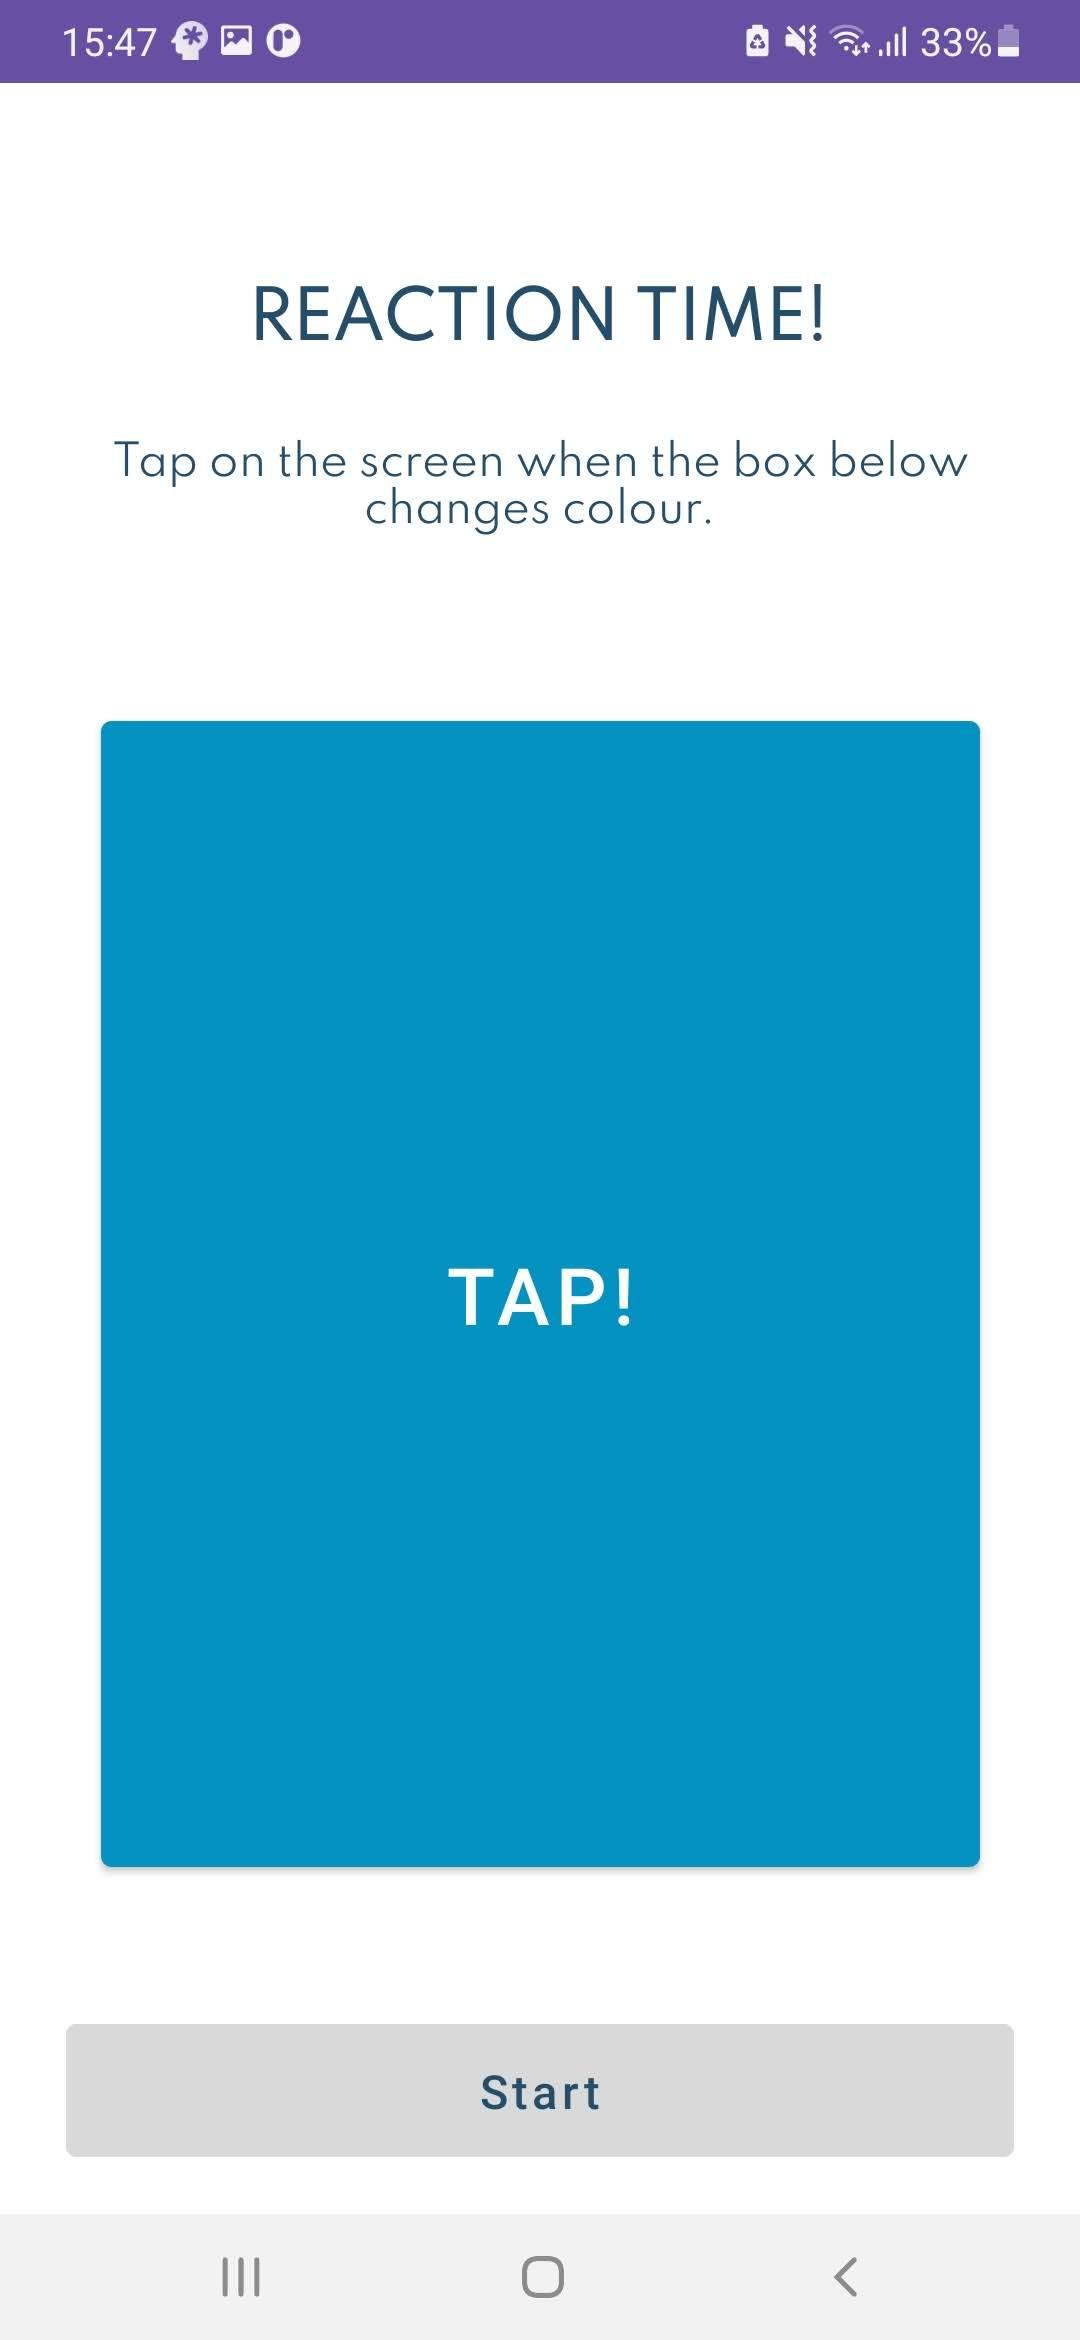 15:47
33%
REACTION TIME!
Tap on the screen when the box below
changes colour.
TAP!
Start